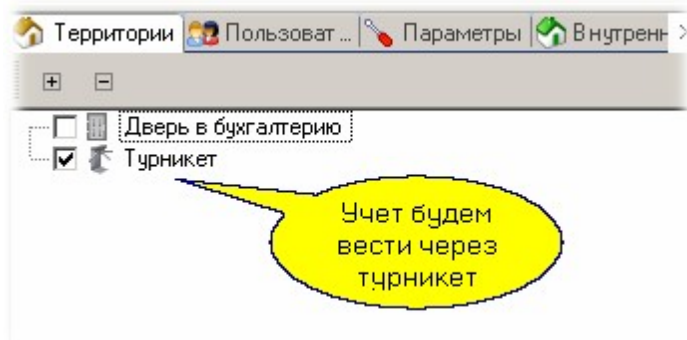 Территории Пользоват ... Параметры Внутренн
Дверь в бухгалтерию
Турникет
Учет будем
вести через
турникет